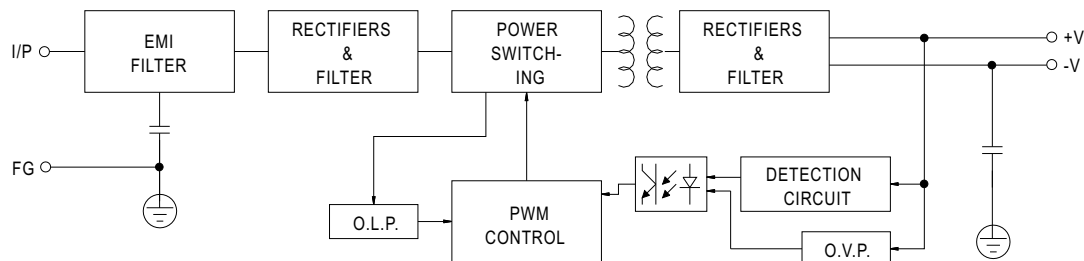 I/P
EMI
FILTER
RECTIFIERS
&
FILTER
POWER
SWITCH-
ING
RECTIFIERS
&
FILTER
+V
-V
FG
O.L.P.
PWM
CONTROL
DETECTION
CIRCUIT
O.V.P.